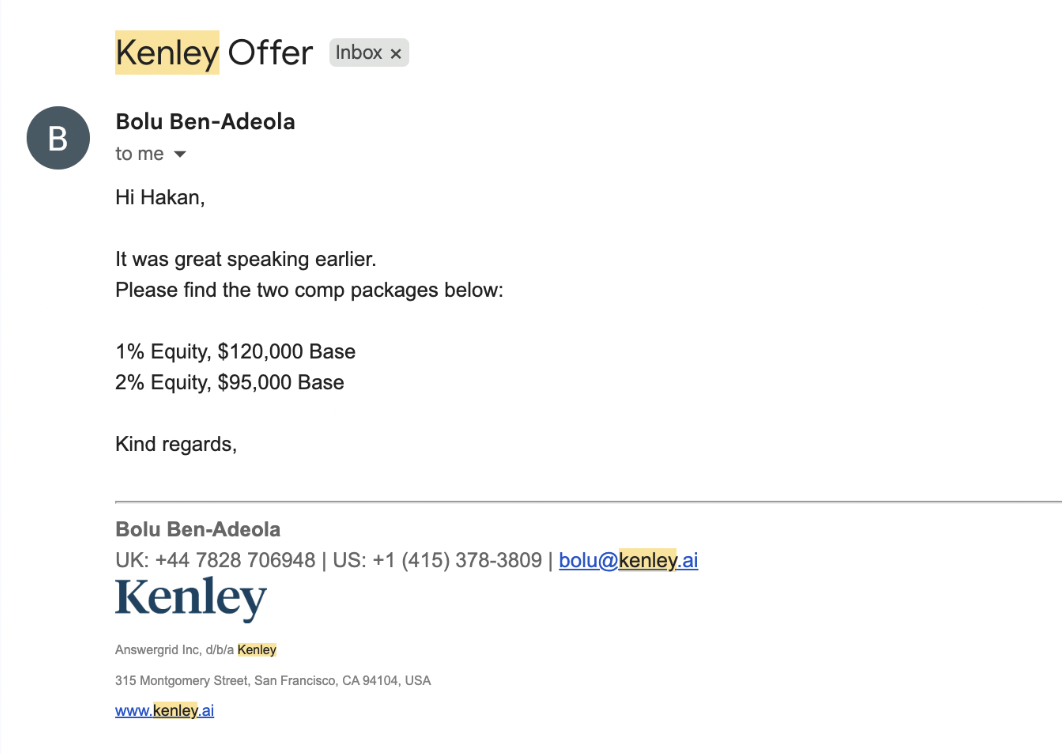 Kenley Offer Inbox ×
Bolu Ben-Adeola
B
to me
Hi Hakan,
It was great speaking earlier.
Please find the two comp packages below:
1% Equity, $120,000 Base
2% Equity, $95,000 Base
Kind regards,
Bolu Ben-Adeola
UK: +44 7828 706948 | US: +1 (415) 378-3809 | bolu@kenley.ai
Kenley
Answergrid Inc, d/b/a Kenley
315 Montgomery Street, San Francisco, CA 94104, USA
www.kenley.ai